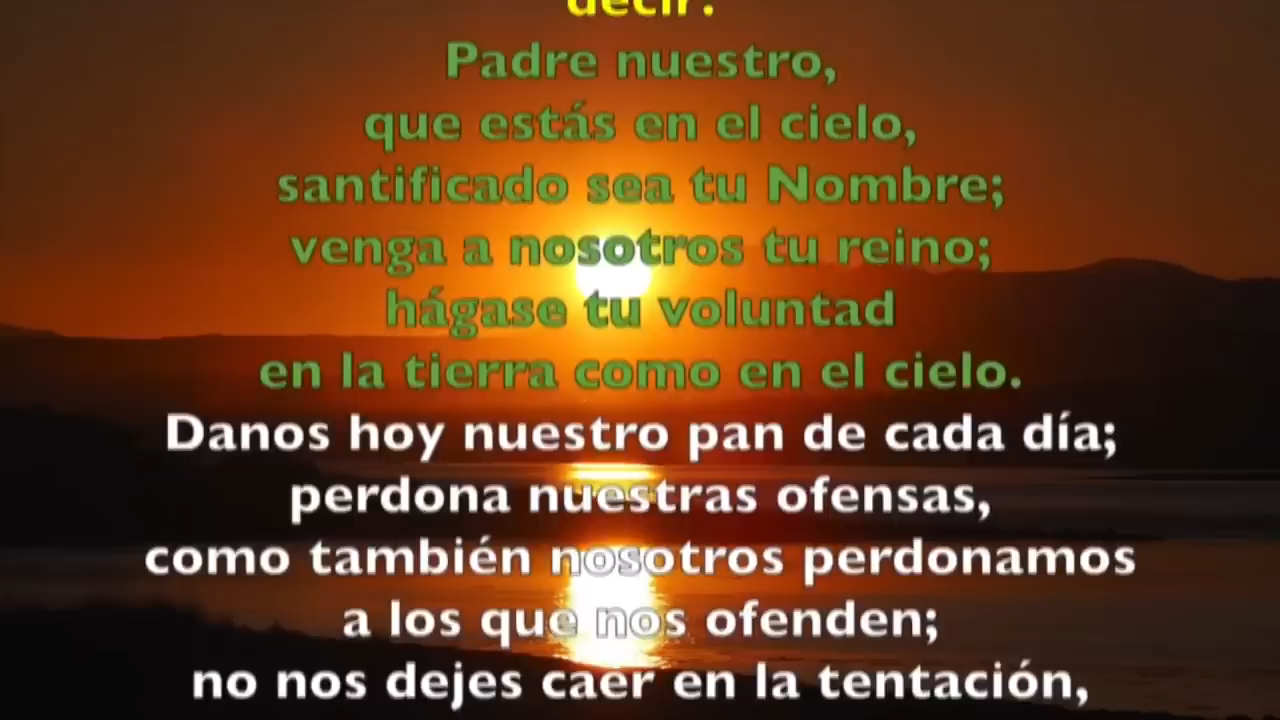 decir:
Padre nuestro,
que estás en el cielo,
santificado sea tu Nombre;
venga a nosotros tu reino;
hágase tu voluntad
en la tierra como en el cielo.
Danos hoy nuestro pan de cada día;
perdona nuestras ofensas,
como también nosotros perdonamos
a los que nos ofenden;
no nos dejes caer en la tentación,